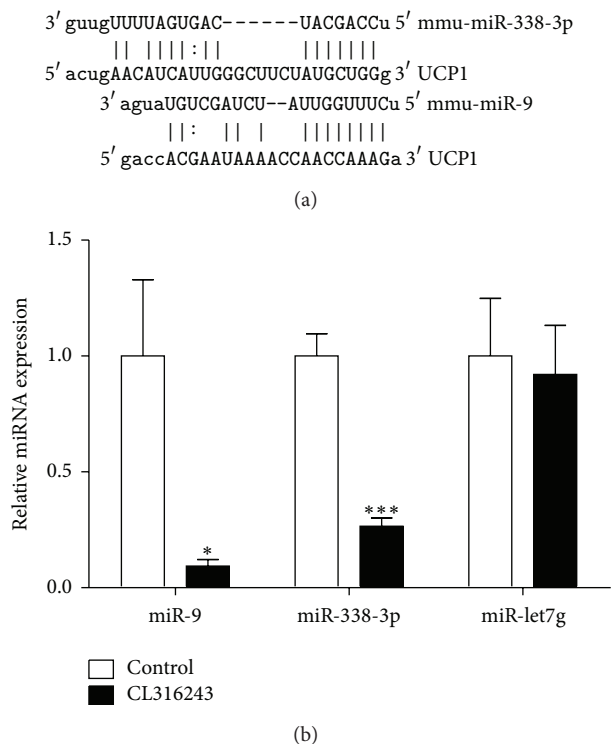 3′ guugUUUUAGUGAC------UACGACCu 5′ mmu-miR-338-3p
|| ||||:|| |||||||
5′ acugAACAUCAUUGGGCUUCUAUGCUGGg 3′ UCP1
3′ aguaUGUCGAUCU--AUUGGUUUCu 5′ mmu-miR-9
||: || | ||||||||
5′ gaccACGAAUAAAACCAACCAAAGa 3′ UCP1
(a)
Relative miRNA expression
1.5
1.0
0.5
0.0
*
***
miR-9 miR-338-3p miR-let7g
Control
CL316243
(b)